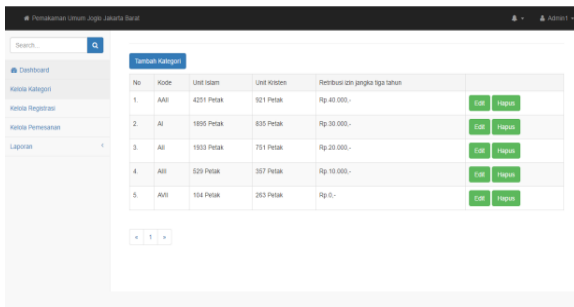 Pemakaman Umum Joglo Jakarta Barat
Admin1
Search...
Dashboard
Kelola Kategori
Kelola Registrasi
Kelola Pemesanan
Laporan
Tambah Kategori
No Kode Unit Islam Unit Kristen Retribusi izin jangka tiga tahun
1. AAII 4251 Petak 921 Petak Rp.40.000,- Edit Hapus
2. AI 1895 Petak 835 Petak Rp.30.000,- Edit Hapus
3. AII 1933 Petak 751 Petak Rp.20.000,- Edit Hapus
4. AIII 529 Petak 357 Petak Rp.10.000,- Edit Hapus
5. AVII 104 Petak 263 Petak Rp.0,- Edit Hapus
« 1 »